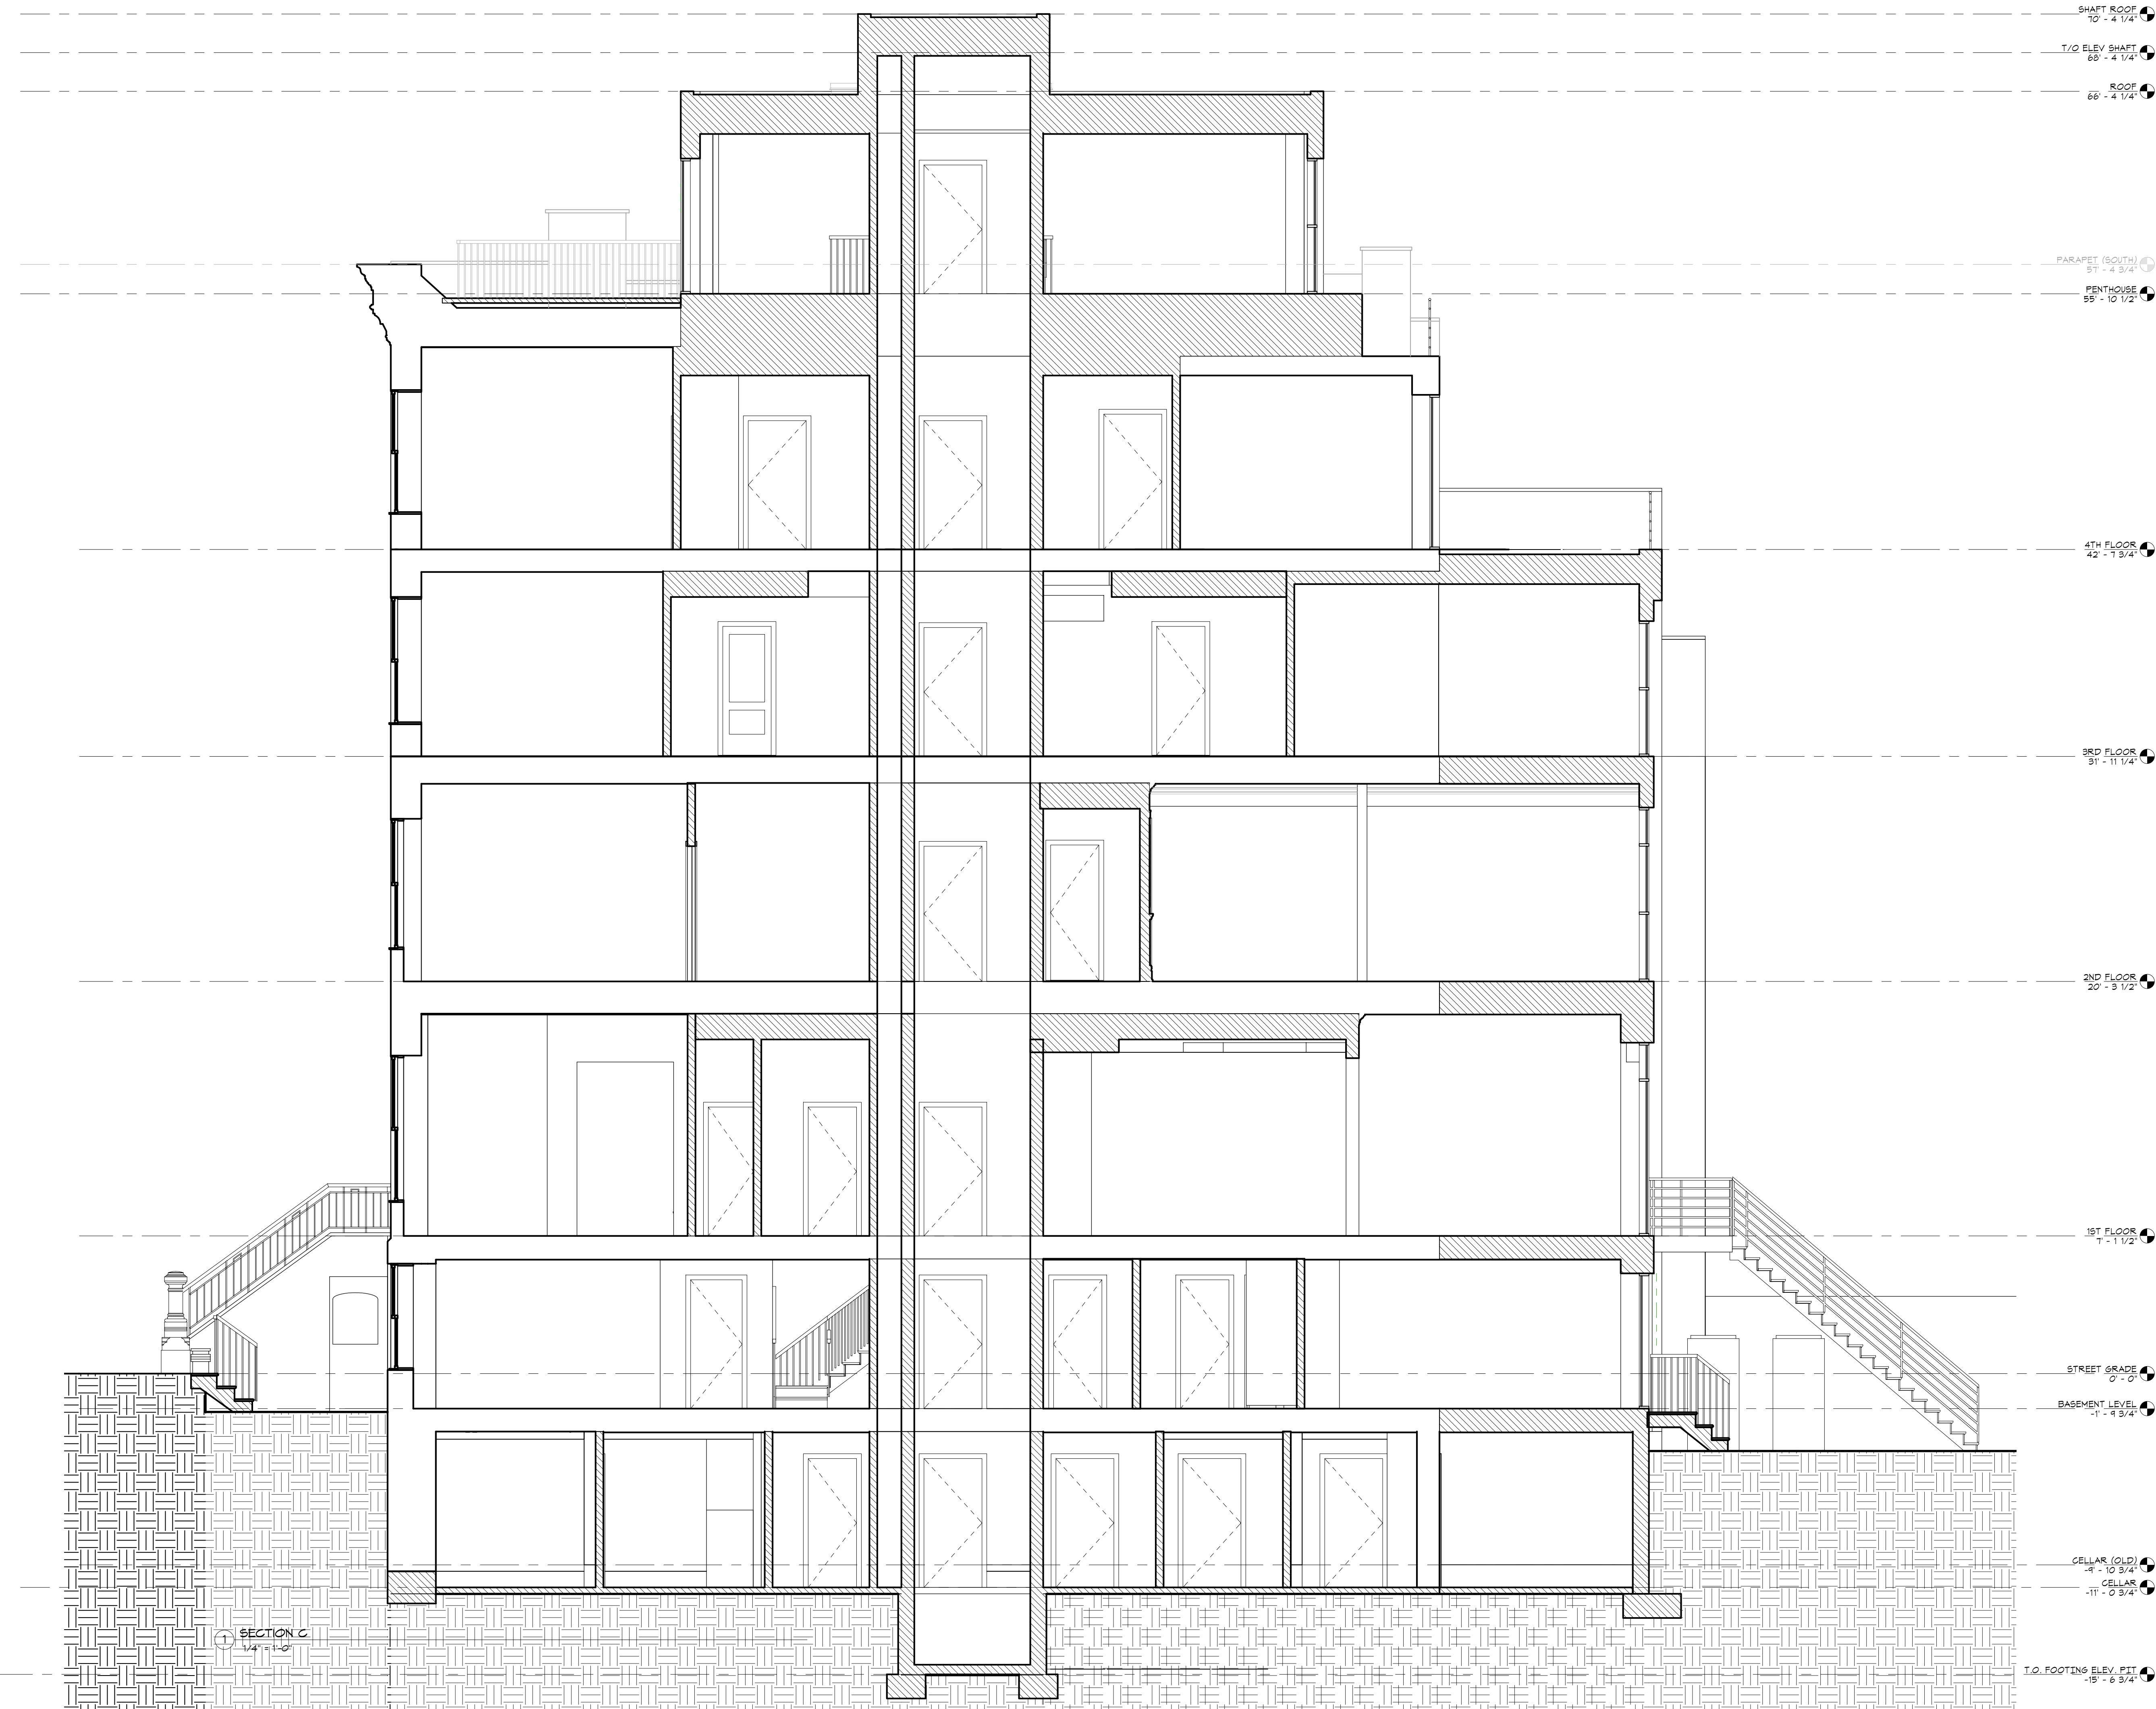 SHAFT ROOF
70' - 4 1/4"
T/O ELEV SHAFT
68' - 4 1/4"
ROOF
66' - 4 1/4"
PARAPET (SOUTH)
57' - 4 3/4"
PENTHOUSE
55' - 10 1/2"
4TH FLOOR
42' - 7 3/4"
3RD FLOOR
31' - 11 1/4"
2ND FLOOR
20' - 3 1/2"
1ST FLOOR
7' - 1 1/2"
STREET GRADE
0' - 0"
BASEMENT LEVEL
-1' - 9 3/4"
CELLAR (OLD)
-9' - 10 3/4"
CELLAR
-11' - 0 3/4"
1 SECTION C
1/4" = 1'-0"
T.O. FOOTING ELEV. PIT
-15' - 6 3/4"